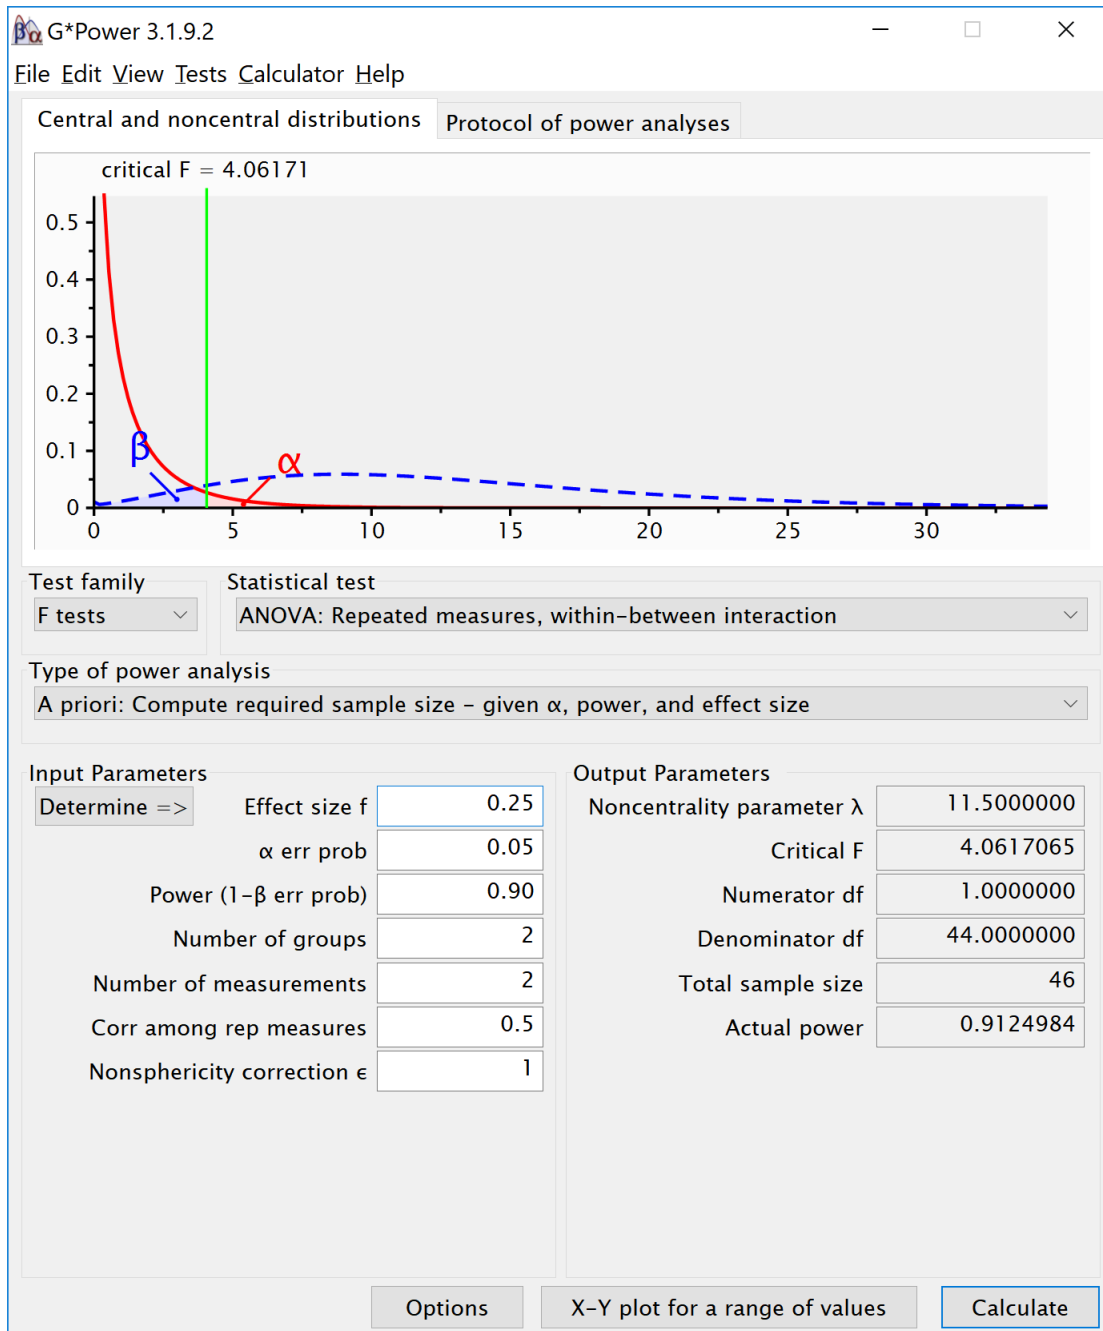 G*Power 3.1.9.2
File Edit View Tests Calculator Help
Central and noncentral distributions Protocol of power analyses
critical F = 4.06171
0.5
0.4
0.3
0.2
0.1
0
β
α
0 5 10 15 20 25 30
Test family Statistical test
F tests ANOVA: Repeated measures, within-between interaction
Type of power analysis
A priori: Compute required sample size - given α, power, and effect size
Input Parameters Output Parameters
Determine => Effect size f 0.25 Noncentrality parameter λ 11.5000000
α err prob 0.05 Critical F 4.0617065
Power (1-β err prob) 0.90 Numerator df 1.0000000
Number of groups 2 Denominator df 44.0000000
Number of measurements 2 Total sample size 46
Corr among rep measures 0.5 Actual power 0.9124984
Nonsphericity correction ϵ 1
Options X-Y plot for a range of values Calculate